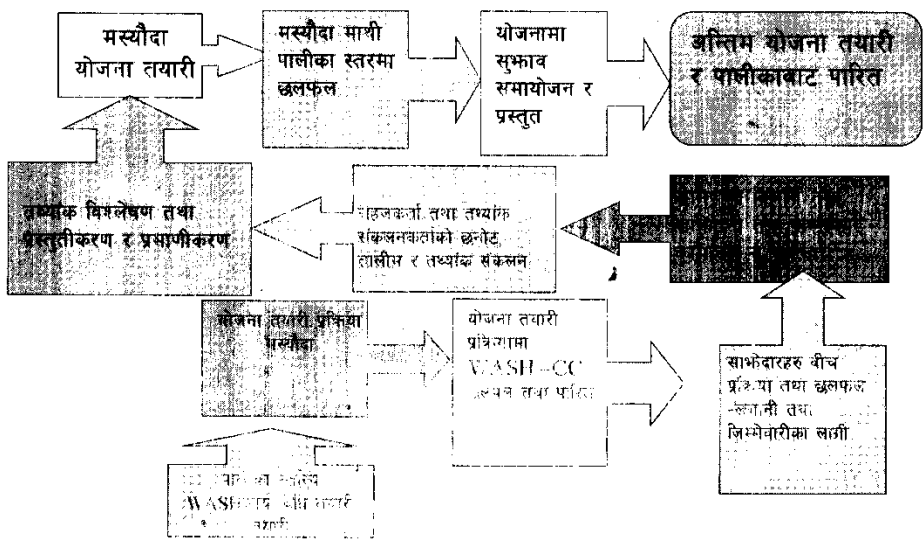 मस्यौदा
योजना तयारी
मस्यौदा माथी
पालीका स्तरमा
छलफल
योजनामा
सुझाव
समायोजन र
प्रस्तुत
अन्तिम योजना तयारी
र पालीकाबाट पारित
तथ्यांक विश्लेषण तथा
प्रस्तुतीकरण र प्रमाणीकरण
सहजकर्ता तथा तथ्यांक
संकलनकर्ताको छनोट
तालीम र तथ्यांक संकलन
योजना तयारी प्रक्रिया
मस्यौदा
योजना तयारी
प्रक्रियामा
WASH-CC
तथा पारित
साझेदारहरु बीच
प्रक्रिया तथा छलफल
तथा
जिम्मेवारीका लागी
WASH
तयारी